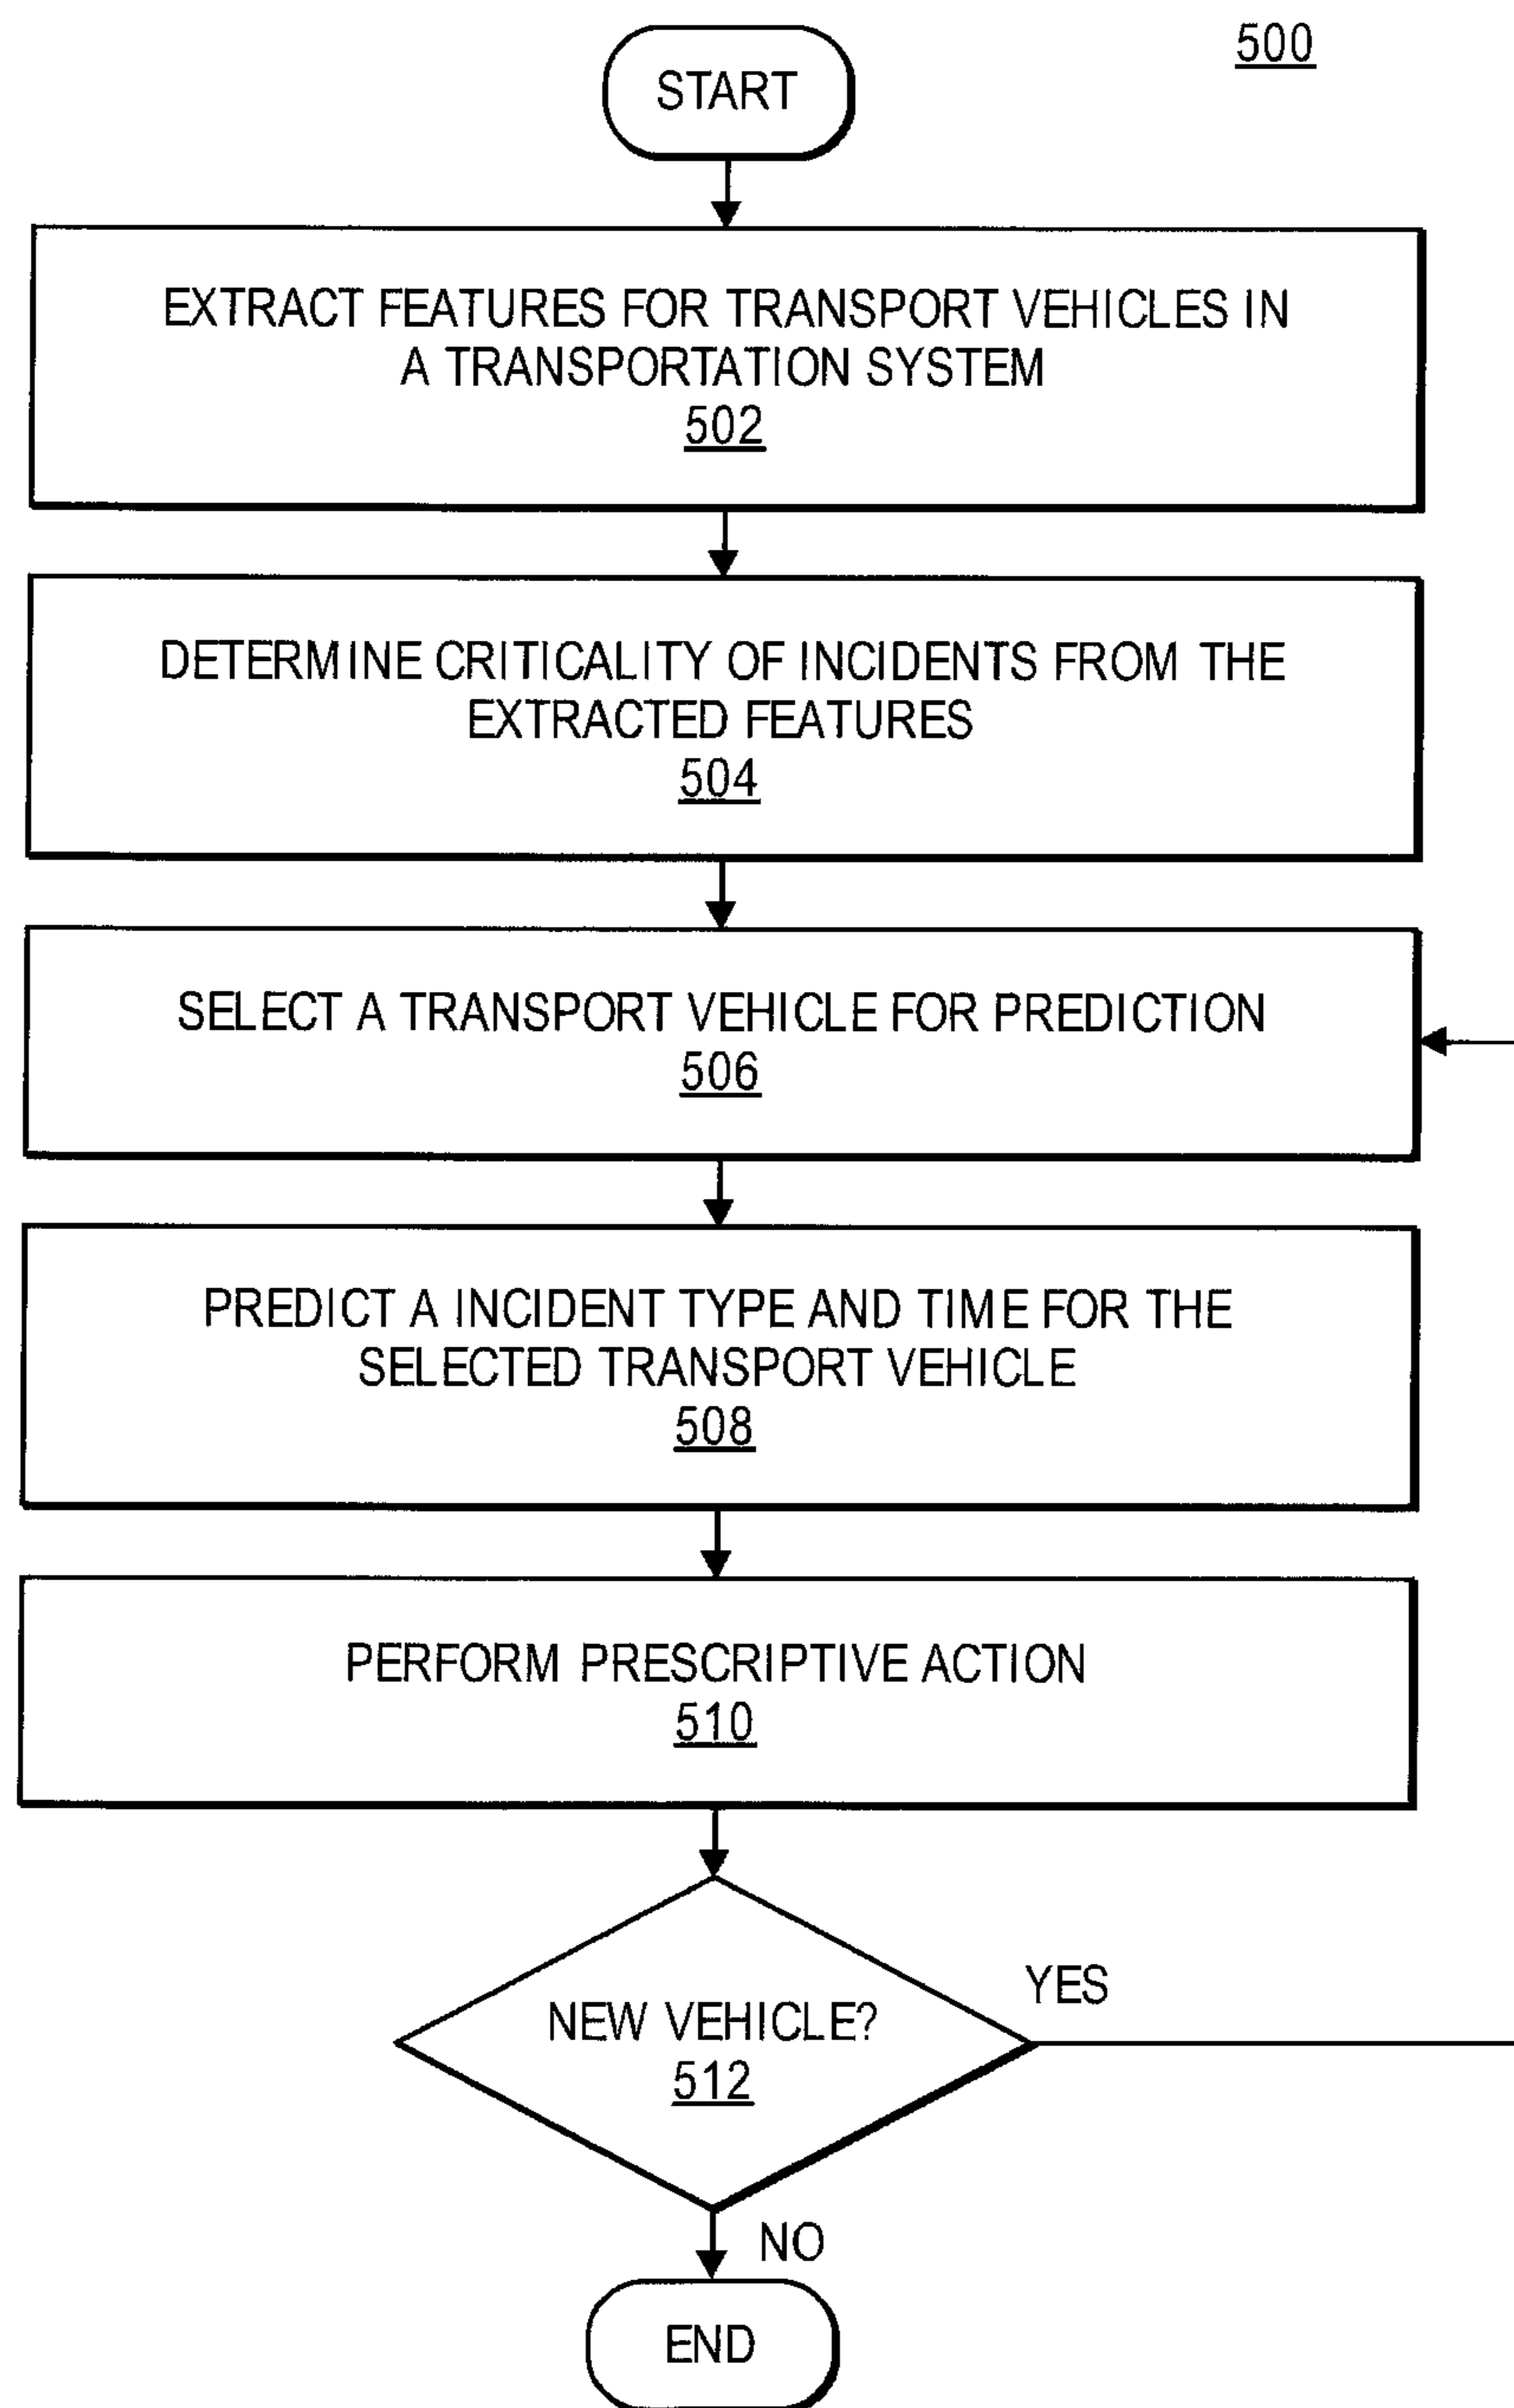 500
START
EXTRACT FEATURES FOR TRANSPORT VEHICLES IN
A TRANSPORTATION SYSTEM
502
DETERMINE CRITICALITY OF INCIDENTS FROM THE
EXTRACTED FEATURES
504
SELECT A TRANSPORT VEHICLE FOR PREDICTION
506
PREDICT A INCIDENT TYPE AND TIME FOR THE
SELECTED TRANSPORT VEHICLE
508
PERFORM PRESCRIPTIVE ACTION
510
NEW VEHICLE?
512
YES
NO
END